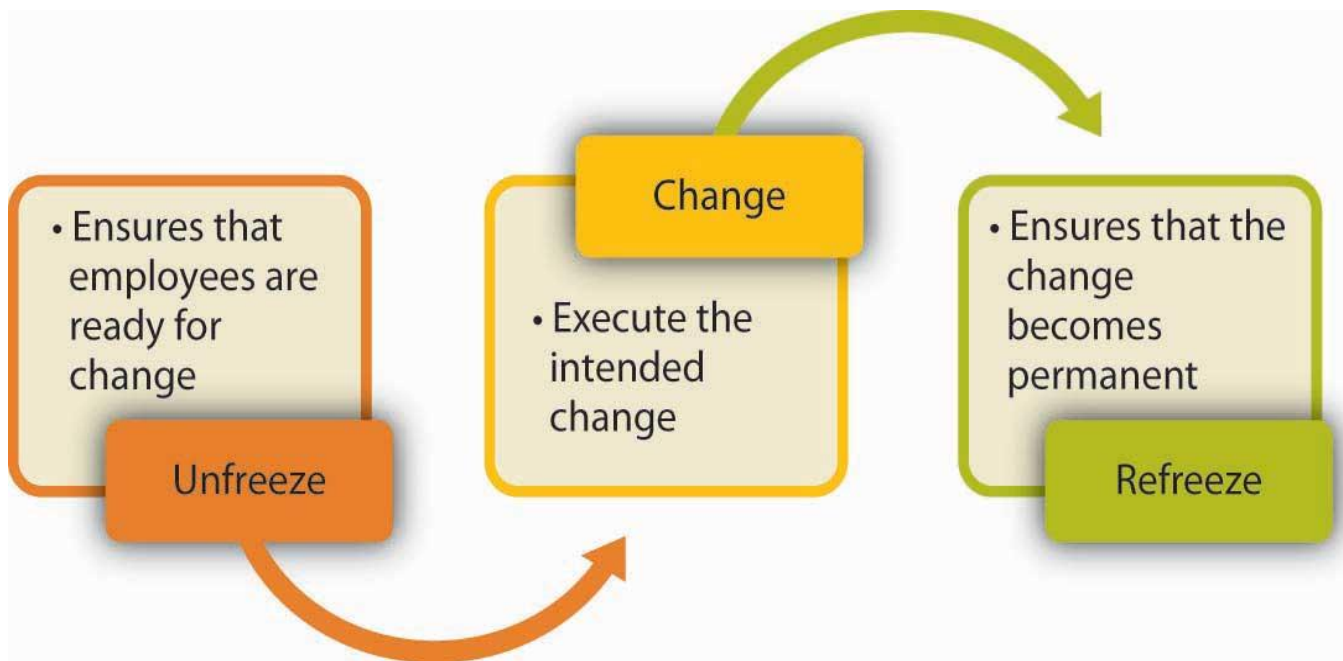 • Ensures that
employees are
ready for
change
Unfreeze
Change
• Execute the
intended
change
• Ensures that the
change
becomes
permanent
Refreeze